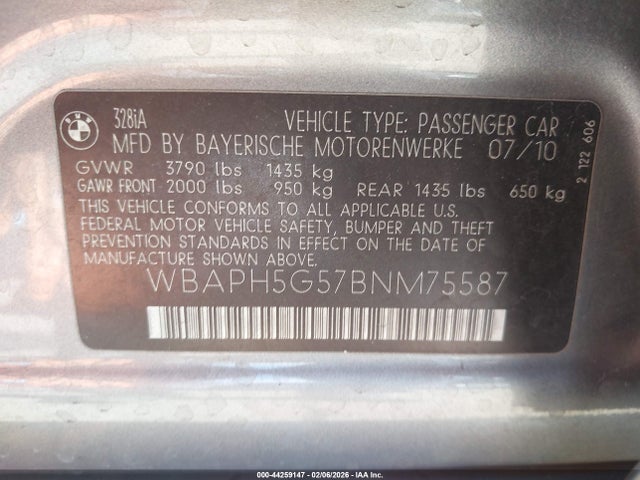 BMW
328iA
VEHICLE TYPE: PASSENGER CAR
MFD BY BAYERISCHE MOTORENWERKE 07/10
GVWR 3790 lbs 1435 kg
GAWR FRONT 2000 lbs 950 kg REAR 1435 lbs 650 kg
THIS VEHICLE CONFORMS TO ALL APPLICABLE U.S.
FEDERAL MOTOR VEHICLE SAFETY, BUMPER AND THEFT
PREVENTION STANDARDS IN EFFECT ON THE DATE OF
MANUFACTURE SHOWN ABOVE.
WBAPH5G57BNM75587
2 122 606
000-44259147 - 02/06/2026 - IAA Inc.